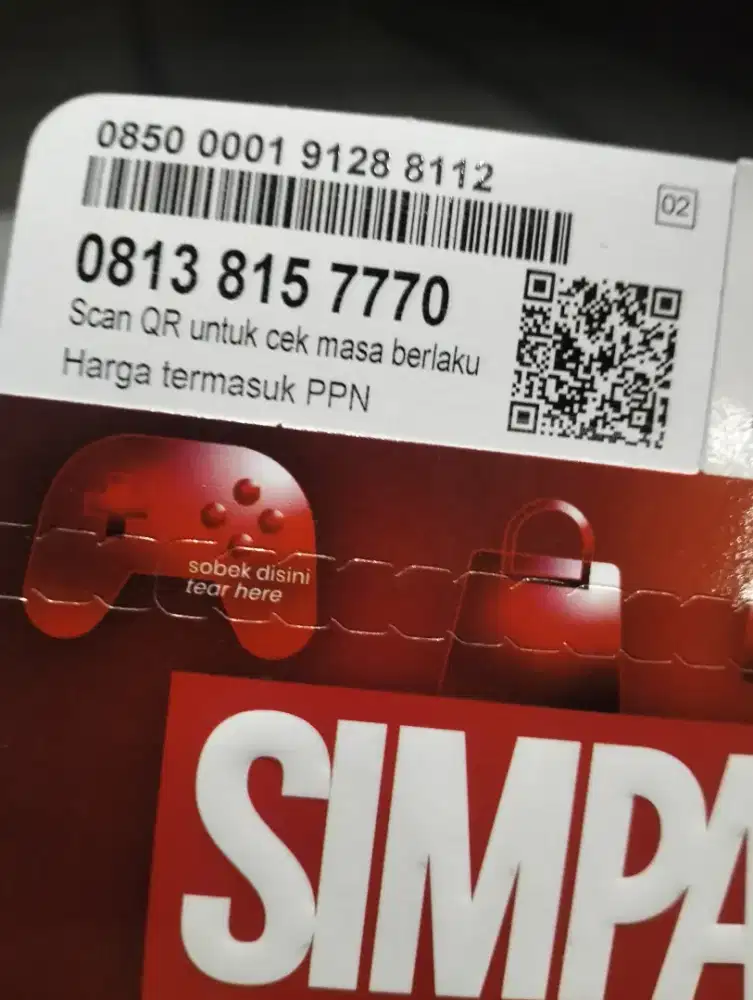 0850 0001 9128 8112
02
0813 815 7770
Scan QR untuk cek masa berlaku
Harga termasuk PPN
sobek disini
tear here
SIMPA